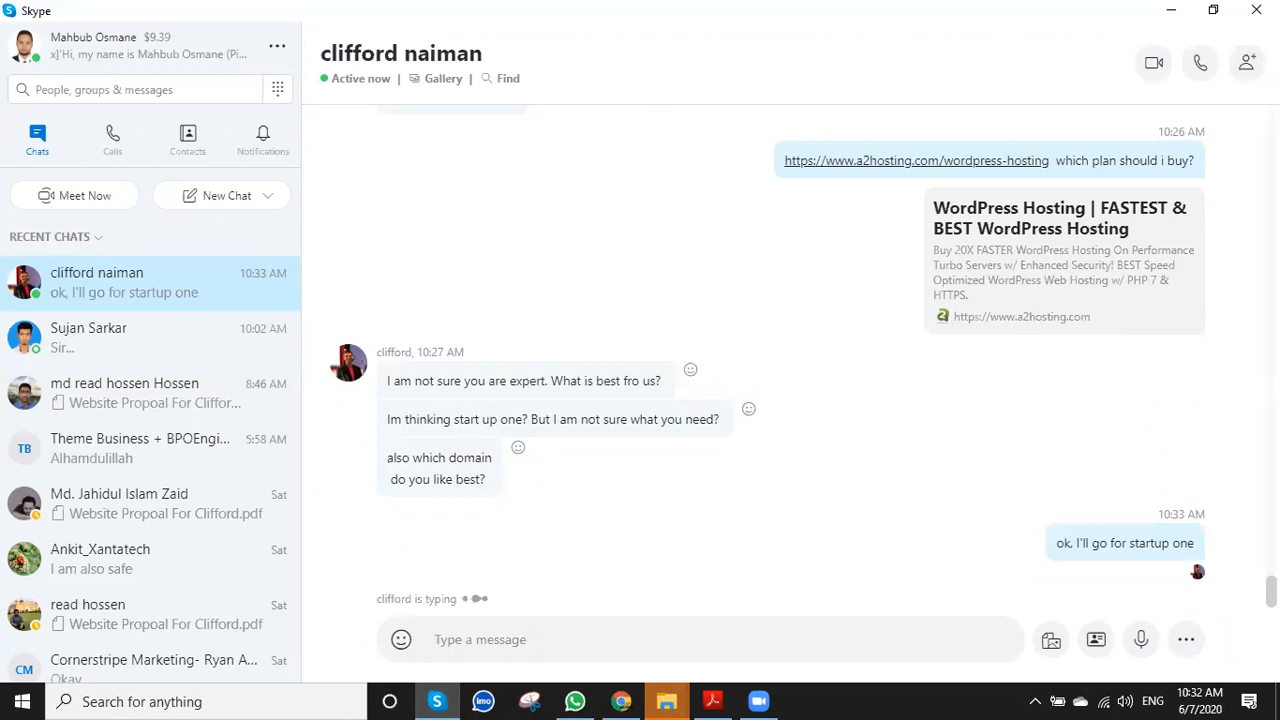 Skype
Mahbub Osmane $9.39
x]'Hi, my name is Mahbub Osmane (Pi...
People, groups & messages
Chats
Calls
Contacts
Notifications
Meet Now
New Chat
RECENT CHATS
clifford naiman 10:33 AM
ok, I'll go for startup one
Sujan Sarkar 10:02 AM
Sir...
md read hossen Hossen 8:46 AM
Website Propoal For Cliffor...
TB
Theme Business + BPOEngi... 5:58 AM
Alhamdulillah
Md. Jahidul Islam Zaid Sat
Website Propoal For Clifford.pdf
Ankit_Xantatech Sat
I am also safe
read hossen Sat
Website Propoal For Clifford.pdf
CM
Cornerstripe Marketing- Ryan A... Sat
Okay
clifford naiman
Active now | Gallery | Find
10:26 AM
https://www.a2hosting.com/wordpress-hosting which plan should i buy?
WordPress Hosting | FASTEST &
BEST WordPress Hosting
Buy 20X FASTER WordPress Hosting On Performance
Turbo Servers w/ Enhanced Security! BEST Speed
Optimized WordPress Web Hosting w/ PHP 7 &
HTTPS.
https://www.a2hosting.com
clifford, 10:27 AM
I am not sure you are expert. What is best fro us?
Im thinking start up one? But I am not sure what you need?
also which domain
do you like best?
10:33 AM
ok, I'll go for startup one
clifford is typing
Type a message
Search for anything
imo
ENG
10:32 AM
6/7/2020